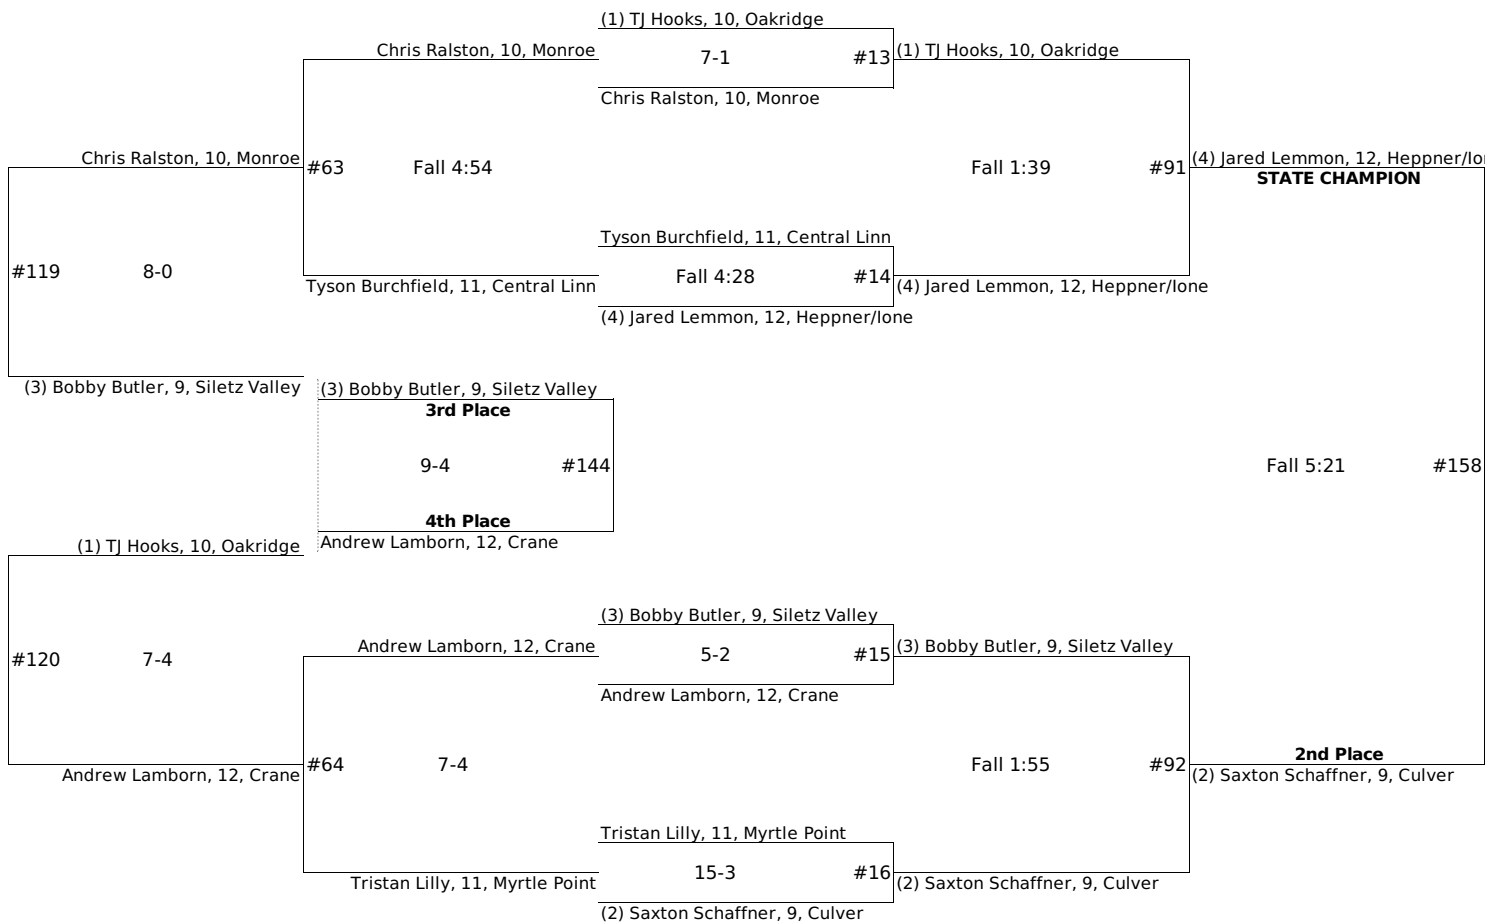 (1) TJ Hooks, 10, Oakridge
Chris Ralston, 10, Monroe
7-1 #13
(1) TJ Hooks, 10, Oakridge
Chris Ralston, 10, Monroe
Chris Ralston, 10, Monroe
#63 Fall 4:54
Fall 1:39 #91
(4) Jared Lemmon, 12, Heppner/Io
STATE CHAMPION
Tyson Burchfield, 11, Central Linn
#119 8-0
Fall 4:28 #14
Tyson Burchfield, 11, Central Linn
(4) Jared Lemmon, 12, Heppner/Ione
(4) Jared Lemmon, 12, Heppner/Ione
(3) Bobby Butler, 9, Siletz Valley
(3) Bobby Butler, 9, Siletz Valley
3rd Place
9-4 #144
Fall 5:21 #158
4th Place
Andrew Lamborn, 12, Crane
(1) TJ Hooks, 10, Oakridge
(3) Bobby Butler, 9, Siletz Valley
Andrew Lamborn, 12, Crane
5-2 #15
(3) Bobby Butler, 9, Siletz Valley
#120 7-4
Andrew Lamborn, 12, Crane
2nd Place
#64 7-4
Fall 1:55 #92
Andrew Lamborn, 12, Crane
(2) Saxton Schaffner, 9, Culver
Tristan Lilly, 11, Myrtle Point
15-3 #16
Tristan Lilly, 11, Myrtle Point
(2) Saxton Schaffner, 9, Culver
(2) Saxton Schaffner, 9, Culver